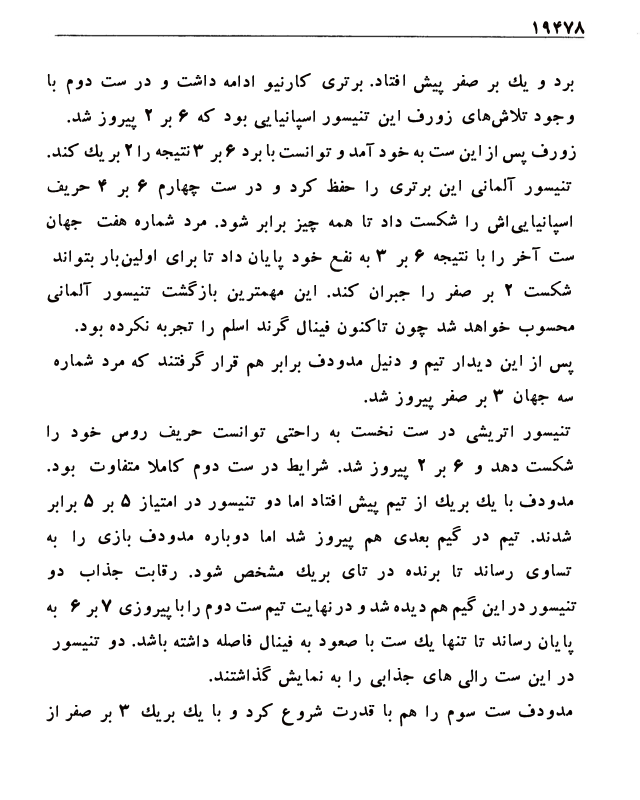 ۱۹۴۷۸
برد و یك بر صفر پیش افتاد. برتری كارنیو ادامه داشت و در ست دوم با
وجود تلاش‌های زورف این تنیسور اسپانیایی بود كه ۶ بر ۲ پیروز شد.
زورف پس از این ست به خود آمد و توانست با برد ۶ بر ۳ نتیجه را ۲ بر یك كند.
تنیسور آلمانی این برتری را حفظ كرد و در ست چهارم ۶ بر ۴ حریف
اسپانیایی‌اش را شكست داد تا همه چیز برابر شود. مرد شماره هفت جهان
ست آخر را با نتیجه ۶ بر ۳ به نفع خود پایان داد تا برای اولین‌بار بتواند
شكست ۲ بر صفر را جبران كند. این مهمترین بازگشت تنیسور آلمانی
محسوب خواهد شد چون تاكنون فینال گرند اسلم را تجربه نكرده بود.
پس از این دیدار تیم و دنیل مدودف برابر هم قرار گرفتند كه مرد شماره
سه جهان ۳ بر صفر پیروز شد.
تنیسور اتریشی در ست نخست به راحتی توانست حریف روس خود را
شكست دهد و ۶ بر ۲ پیروز شد. شرایط در ست دوم كاملا متفاوت بود.
مدودف با یك بریك از تیم پیش افتاد اما دو تنیسور در امتیاز ۵ بر ۵ برابر
شدند. تیم در گیم بعدی هم پیروز شد اما دوباره مدودف بازی را به
تساوی رساند تا برنده در تای بریك مشخص شود. رقابت جذاب دو
تنیسور در این گیم هم دیده شد و در نهایت تیم ست دوم را با پیروزی ۷ بر ۶ به
پایان رساند تا تنها یك ست با صعود به فینال فاصله داشته باشد. دو تنیسور
در این ست رالی های جذابی را به نمایش گذاشتند.
مدودف ست سوم را هم با قدرت شروع كرد و با یك بریك ۳ بر صفر از